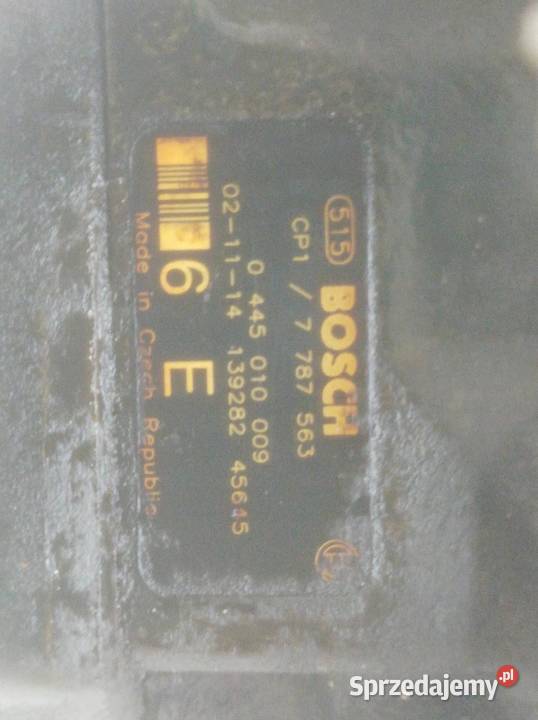 515 BOSCH
CP1 / 7 787 563
0 445 010 009
02-11-14 139282 45645
6 E
Made in Czech Republic
Sprzedajemy.pl